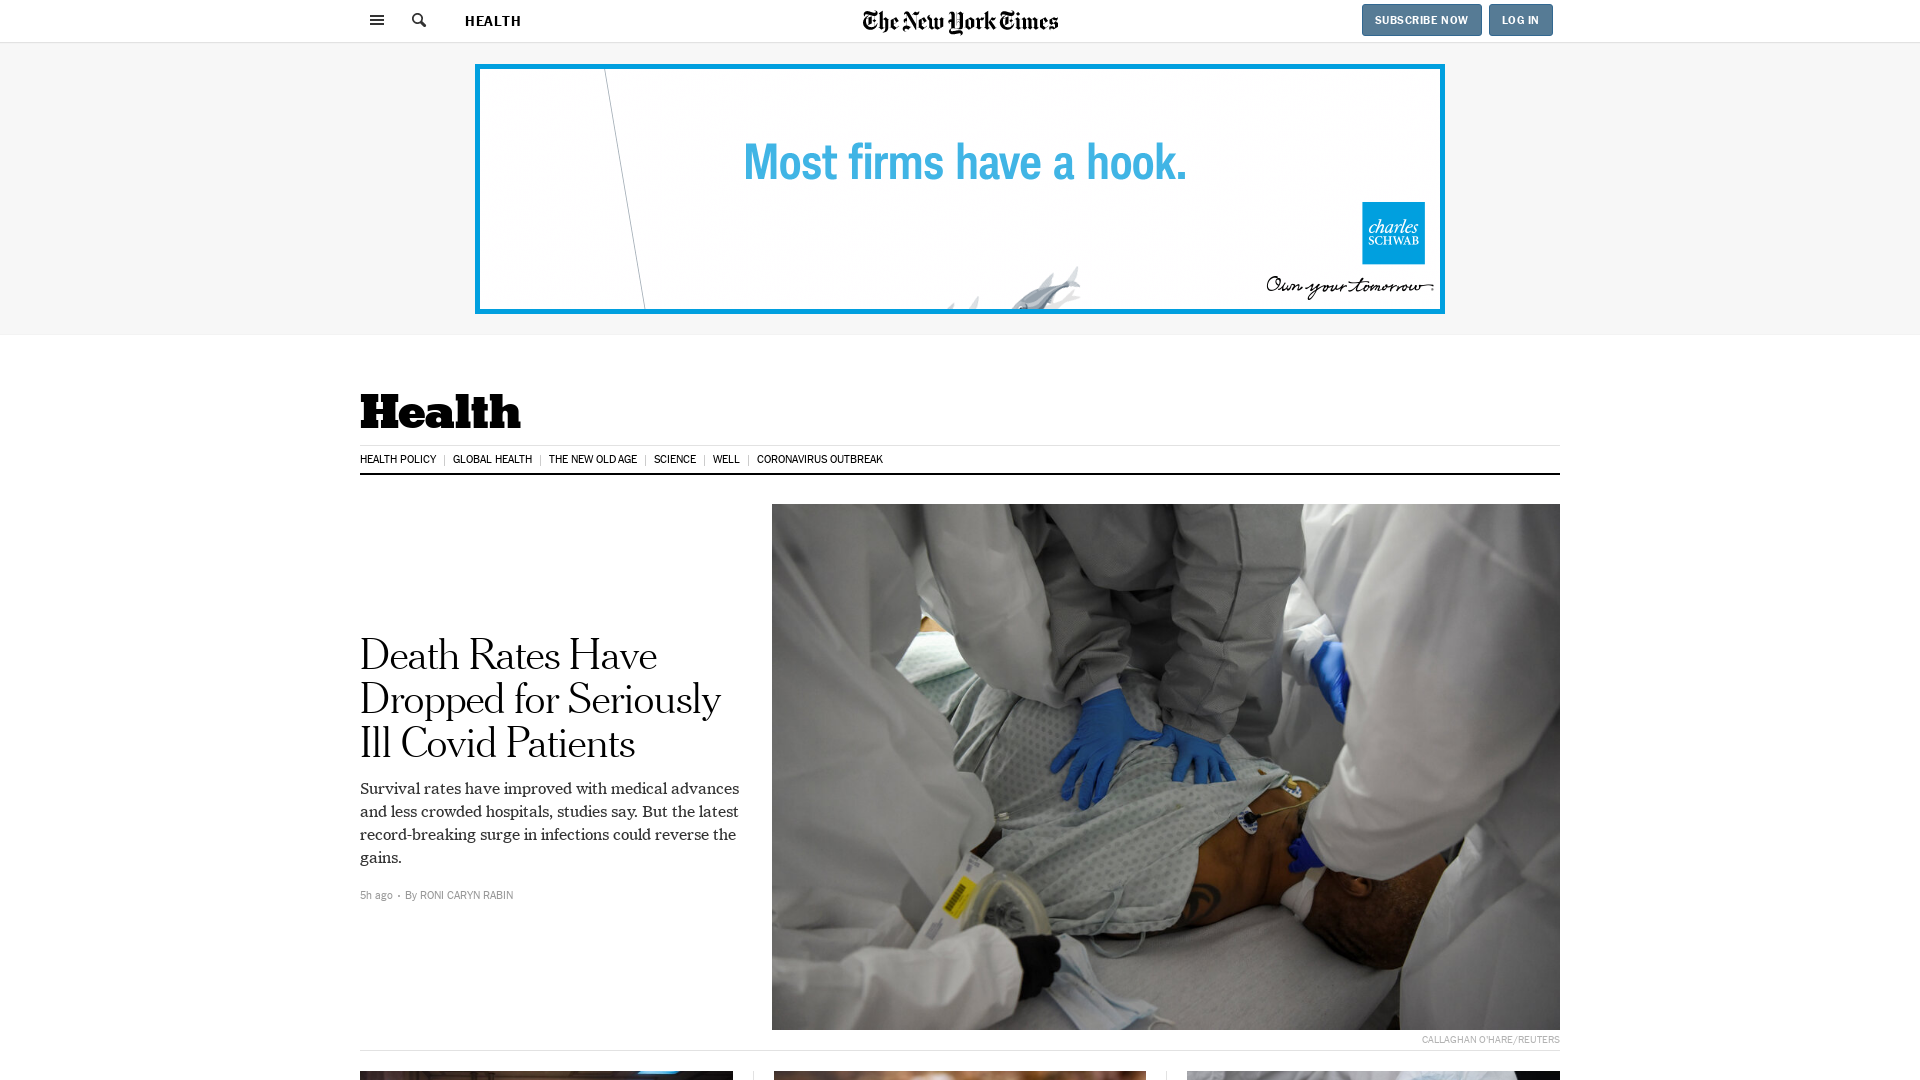 HEALTH
The New York Times
SUBSCRIBE NOW
LOG IN
Most firms have a hook.
charles
SCHWAB
Own your tomorrow.
Health
HEALTH POLICY
GLOBAL HEALTH
THE NEW OLD AGE
SCIENCE
WELL
CORONAVIRUS OUTBREAK
Death Rates Have
Dropped for Seriously
Ill Covid Patients
Survival rates have improved with medical advances
and less crowded hospitals, studies say. But the latest
record-breaking surge in infections could reverse the
gains.
5h ago · By RONI CARYN RABIN
CALLAGHAN O'HARE/REUTERS